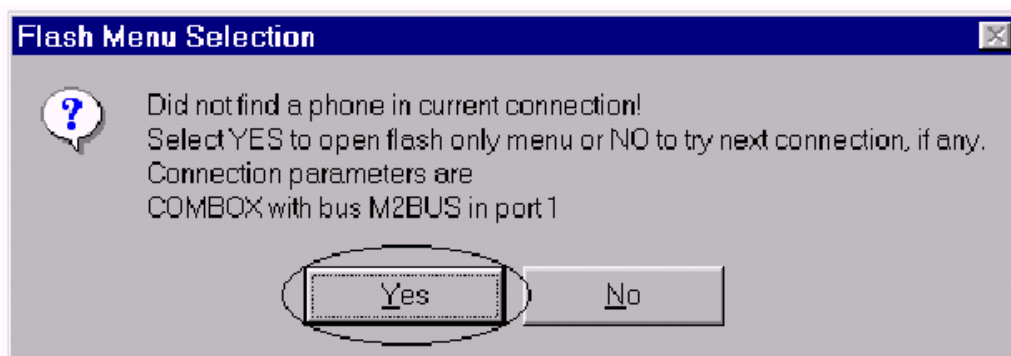 Flash Menu Selection
Did not find a phone in current connection!
Select YES to open flash only menu or NO to try next connection, if any.
Connection parameters are
COMBOX with bus M2BUS in port 1
Yes No